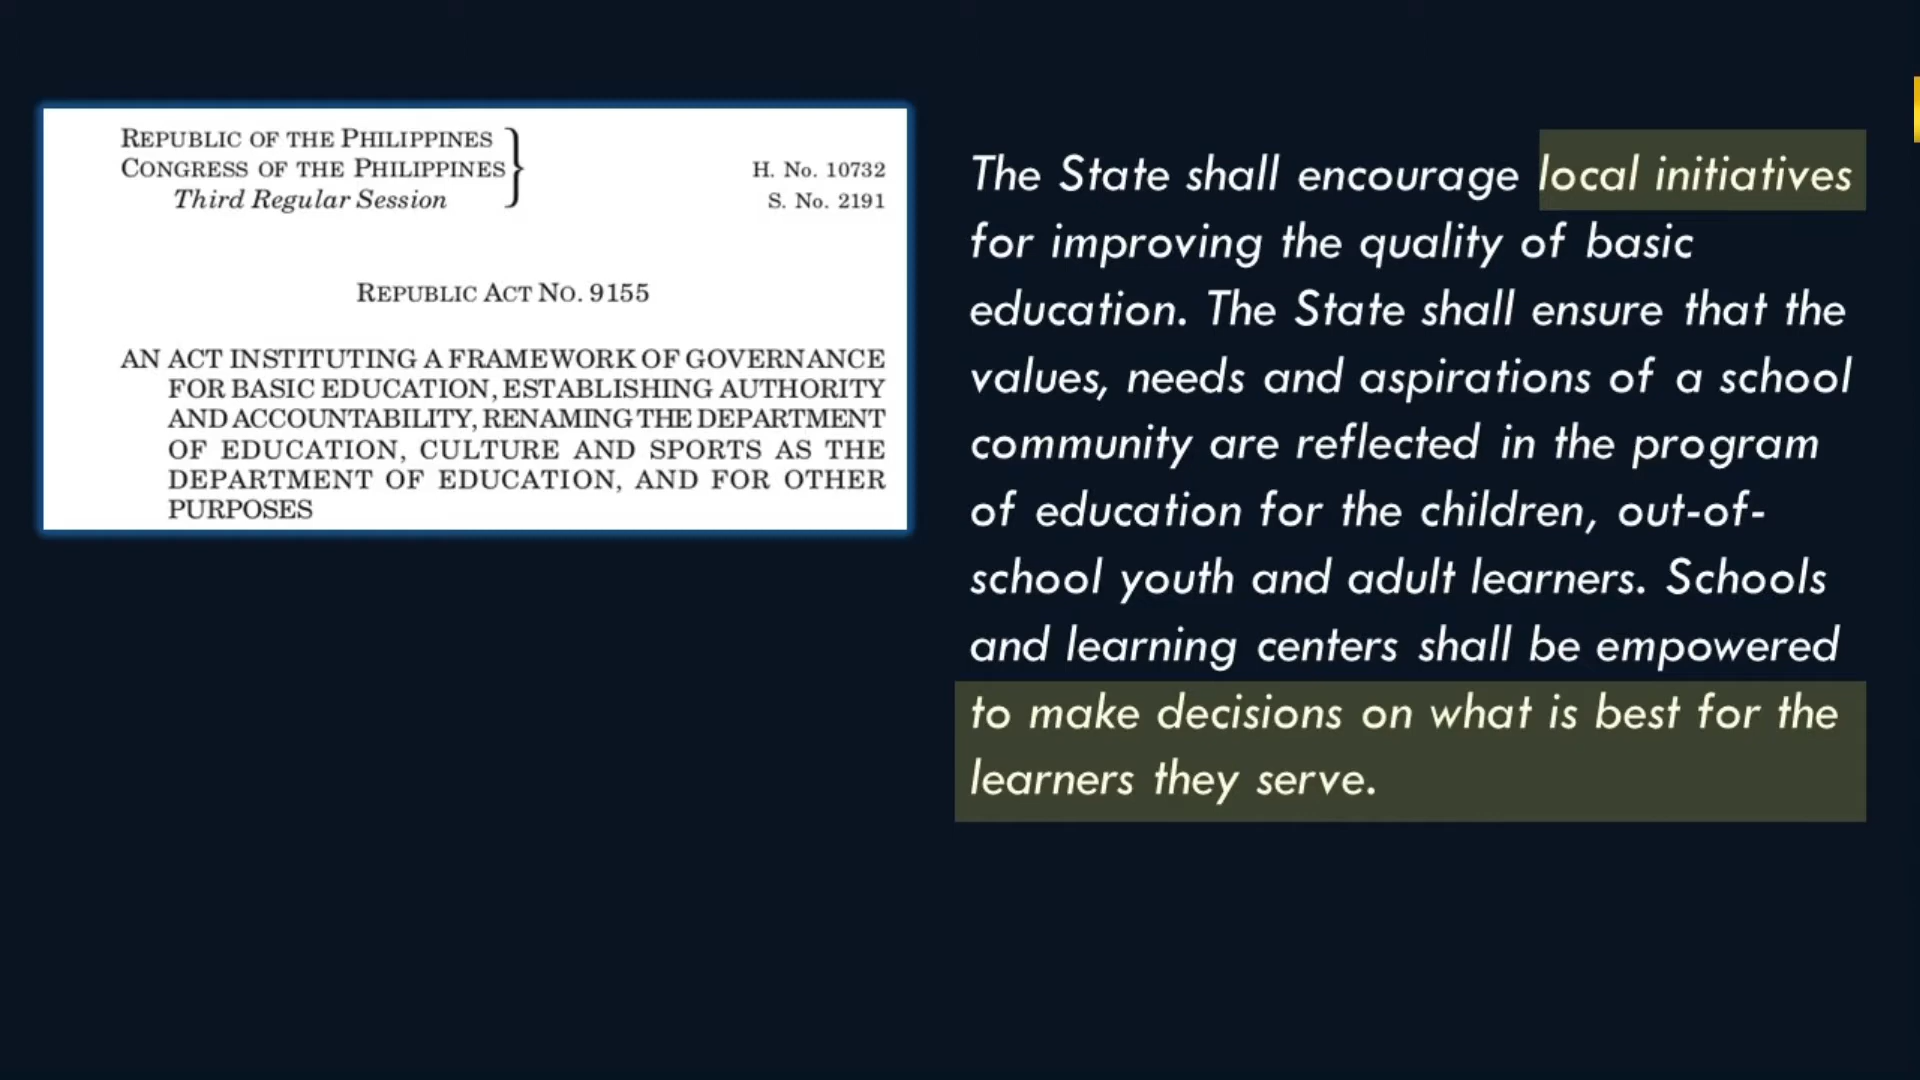 REPUBLIC OF THE PHILIPPINES
CONGRESS OF THE PHILIPPINES
Third Regular Session
H. No. 10732
S. No. 2191
REPUBLIC ACT NO. 9155
AN ACT INSTITUTING A FRAMEWORK OF GOVERNANCE
FOR BASIC EDUCATION, ESTABLISHING AUTHORITY
AND ACCOUNTABILITY, RENAMING THE DEPARTMENT
OF EDUCATION, CULTURE AND SPORTS AS THE
DEPARTMENT OF EDUCATION, AND FOR OTHER
PURPOSES
The State shall encourage local initiatives
for improving the quality of basic
education. The State shall ensure that the
values, needs and aspirations of a school
community are reflected in the program
of education for the children, out-of-
school youth and adult learners. Schools
and learning centers shall be empowered
to make decisions on what is best for the
learners they serve.